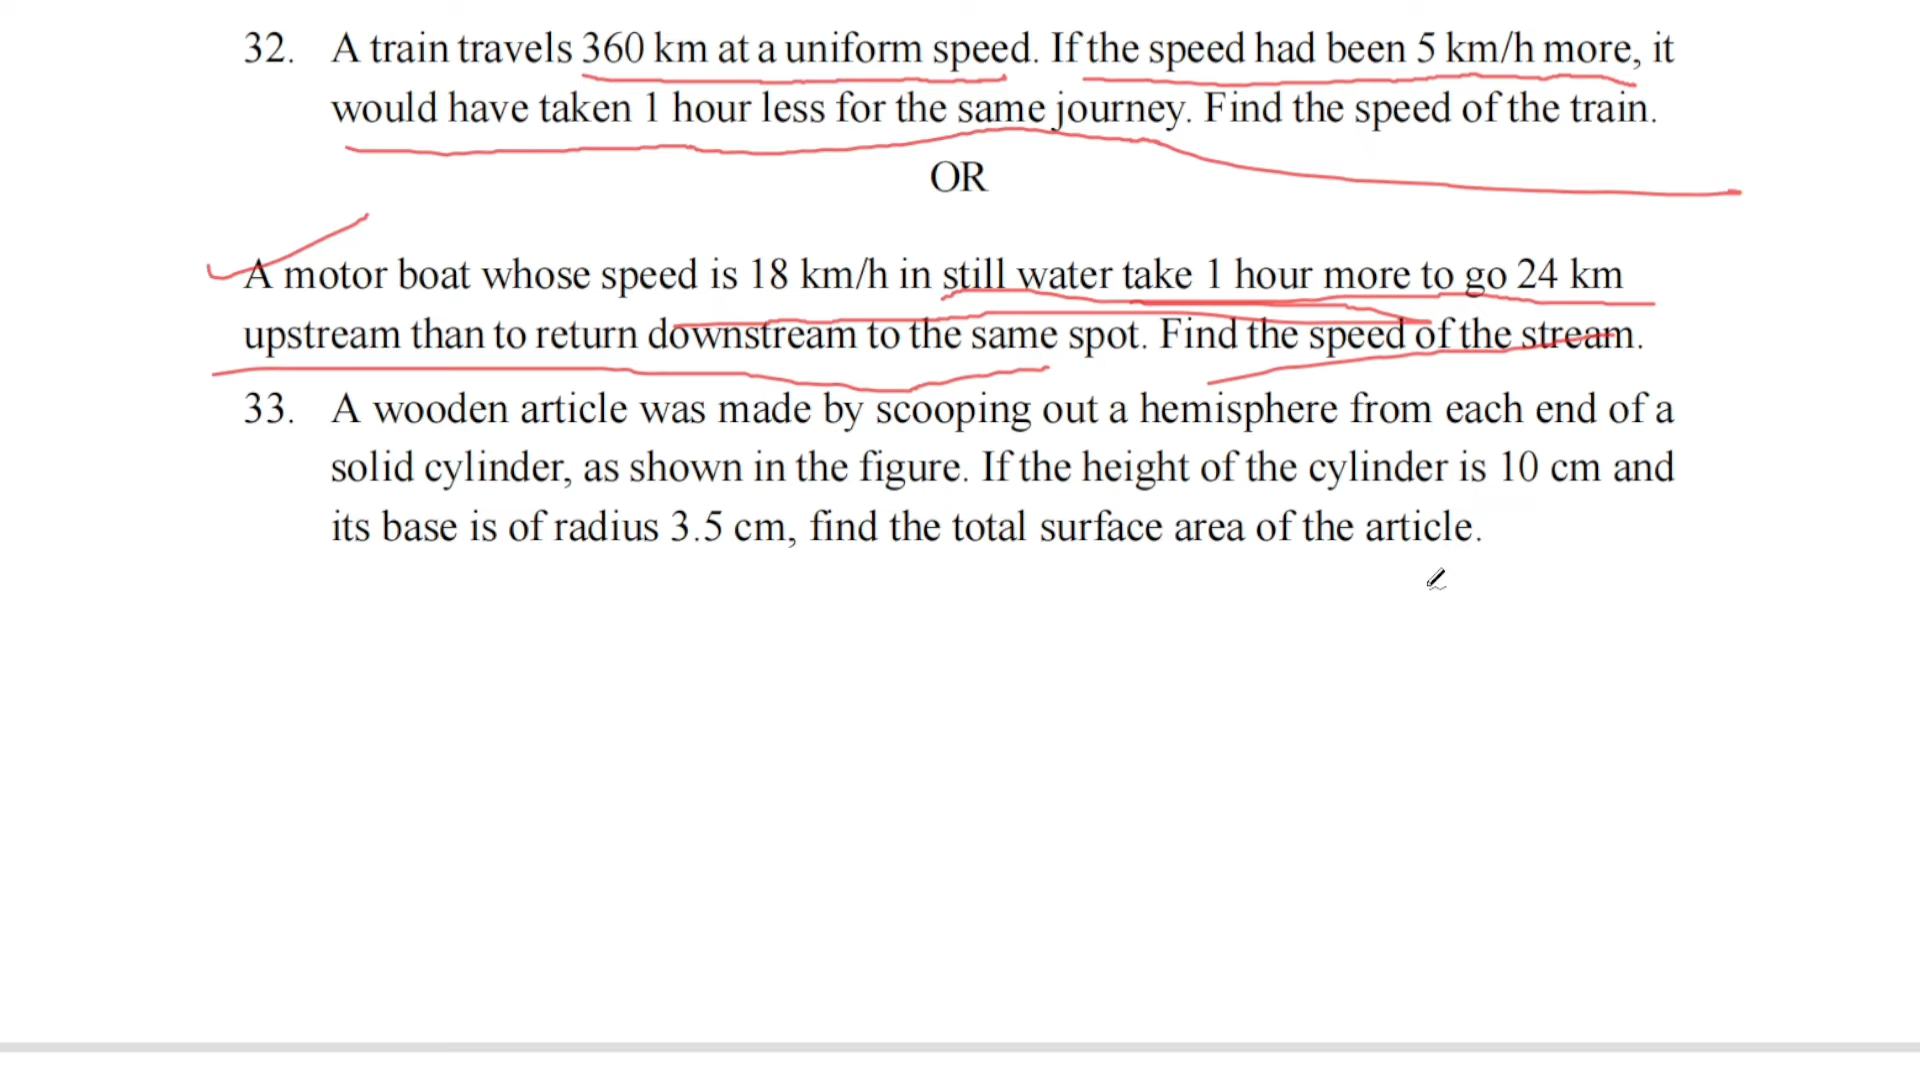 32. A train travels 360 km at a uniform speed. If the speed had been 5 km/h more, it
would have taken 1 hour less for the same journey. Find the speed of the train.
OR
A motor boat whose speed is 18 km/h in still water take 1 hour more to go 24 km
upstream than to return downstream to the same spot. Find the speed of the stream.
33. A wooden article was made by scooping out a hemisphere from each end of a
solid cylinder, as shown in the figure. If the height of the cylinder is 10 cm and
its base is of radius 3.5 cm, find the total surface area of the article.